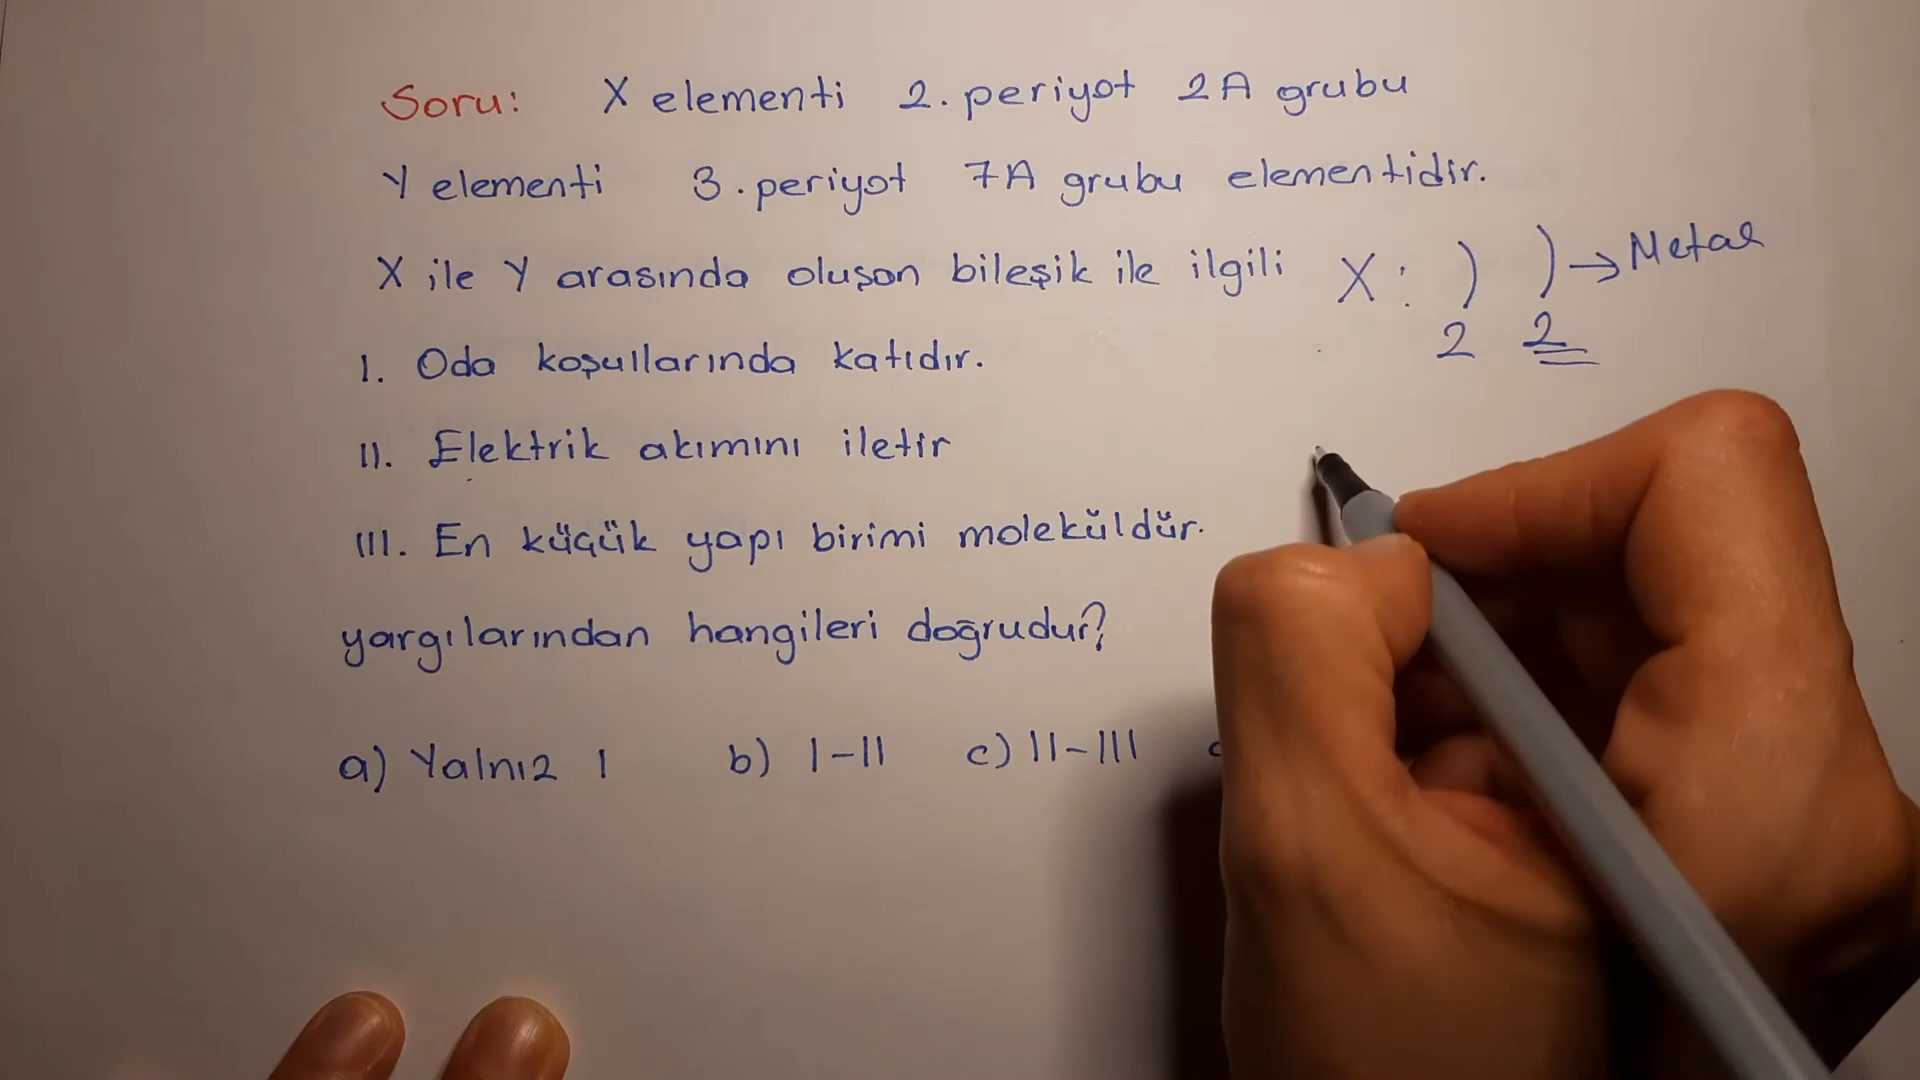 Soru: X elementi 2. periyot 2A grubu
Y elementi 3. periyot 7A grubu elementidir.
X ile Y arasında oluşan bileşik ile ilgili
X: ) ) → Metal
2 2
I. Oda koşullarında katıdır.
II. Elektrik akımını iletir
III. En küçük yapı birimi moleküldür.
yargılarından hangileri doğrudur?
a) Yalnız I b) I-II c) II-III